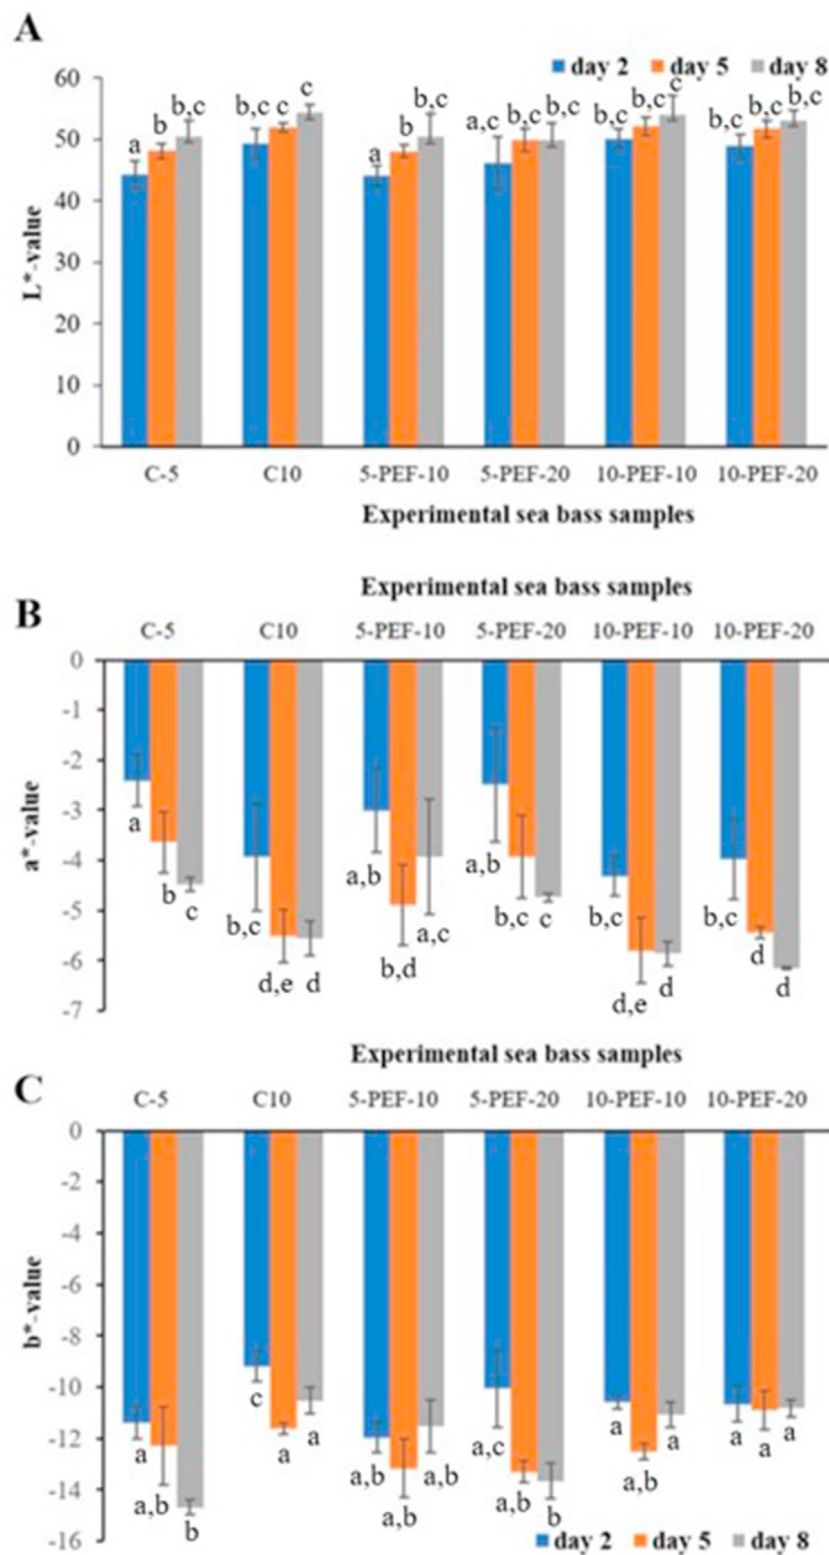 A
day 2 day 5 day 8
60
50
40
30
20
10
0
L*-value
a b b,c b,c c c a b b,c a,c b,c b,c b,c b,c c b,c b,c b,c
C-5 C10 5-PEF-10 5-PEF-20 10-PEF-10 10-PEF-20
Experimental sea bass samples
Experimental sea bass samples
B
C-5 C10 5-PEF-10 5-PEF-20 10-PEF-10 10-PEF-20
0
-1
-2
-3
-4
-5
-6
-7
a*-value
a b c b,c d,e d a,b b,d a,c a,b b,c c b,c d,e d b,c d d
Experimental sea bass samples
C
C-5 C10 5-PEF-10 5-PEF-20 10-PEF-10 10-PEF-20
0
-2
-4
-6
-8
-10
-12
-14
-16
b*-value
a a,b b c a a a,b a,b a,b a,c a,b b a a,b a a a a
day 2 day 5 day 8